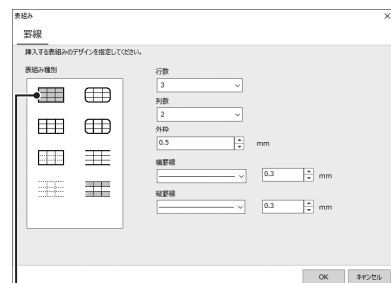 表組み
罫線
挿入する表組みのデザインを指定してください。
表組み種別
行数
3
列数
2
外枠
0.5 mm
横罫線
0.3 mm
縦罫線
0.3 mm
OK キャンセル